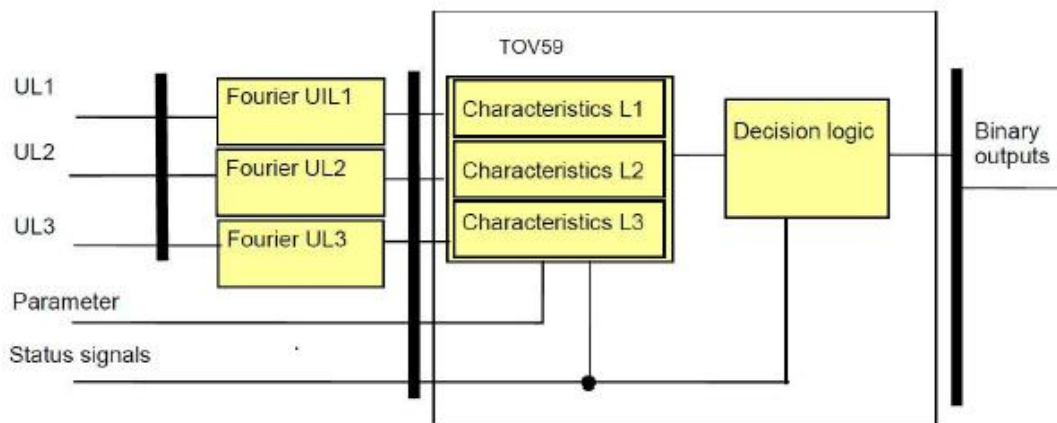 TOV59
UL1
Fourier UIL1
Characteristics L1
Decision logic
Binary
outputs
UL2
Fourier UL2
Characteristics L2
UL3
Fourier UL3
Characteristics L3
Parameter
Status signals